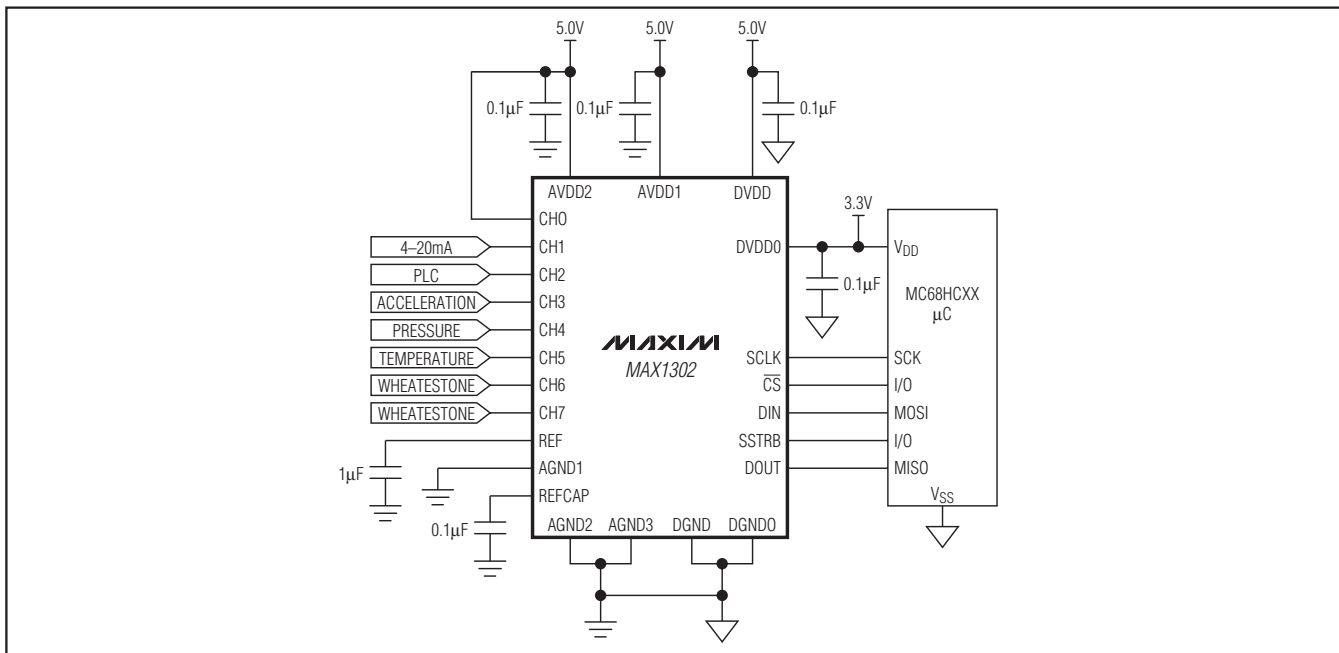 5.0V 5.0V 5.0V
0.1µF 0.1µF 0.1µF
AVDD2 AVDD1 DVDD
3.3V
CH0
4–20mA CH1 DVDD0 VDD
PLC CH2
0.1µF
ACCELERATION CH3 MC68HCXX
µC
PRESSURE CH4
MAXIM
MAX1302
TEMPERATURE CH5 SCLK SCK
WHEATESTONE CH6 CS I/O
WHEATESTONE CH7 DIN MOSI
REF SSTRB I/O
1µF
AGND1 DOUT MISO
REFCAP VSS
0.1µF
AGND2 AGND3 DGND DGND0